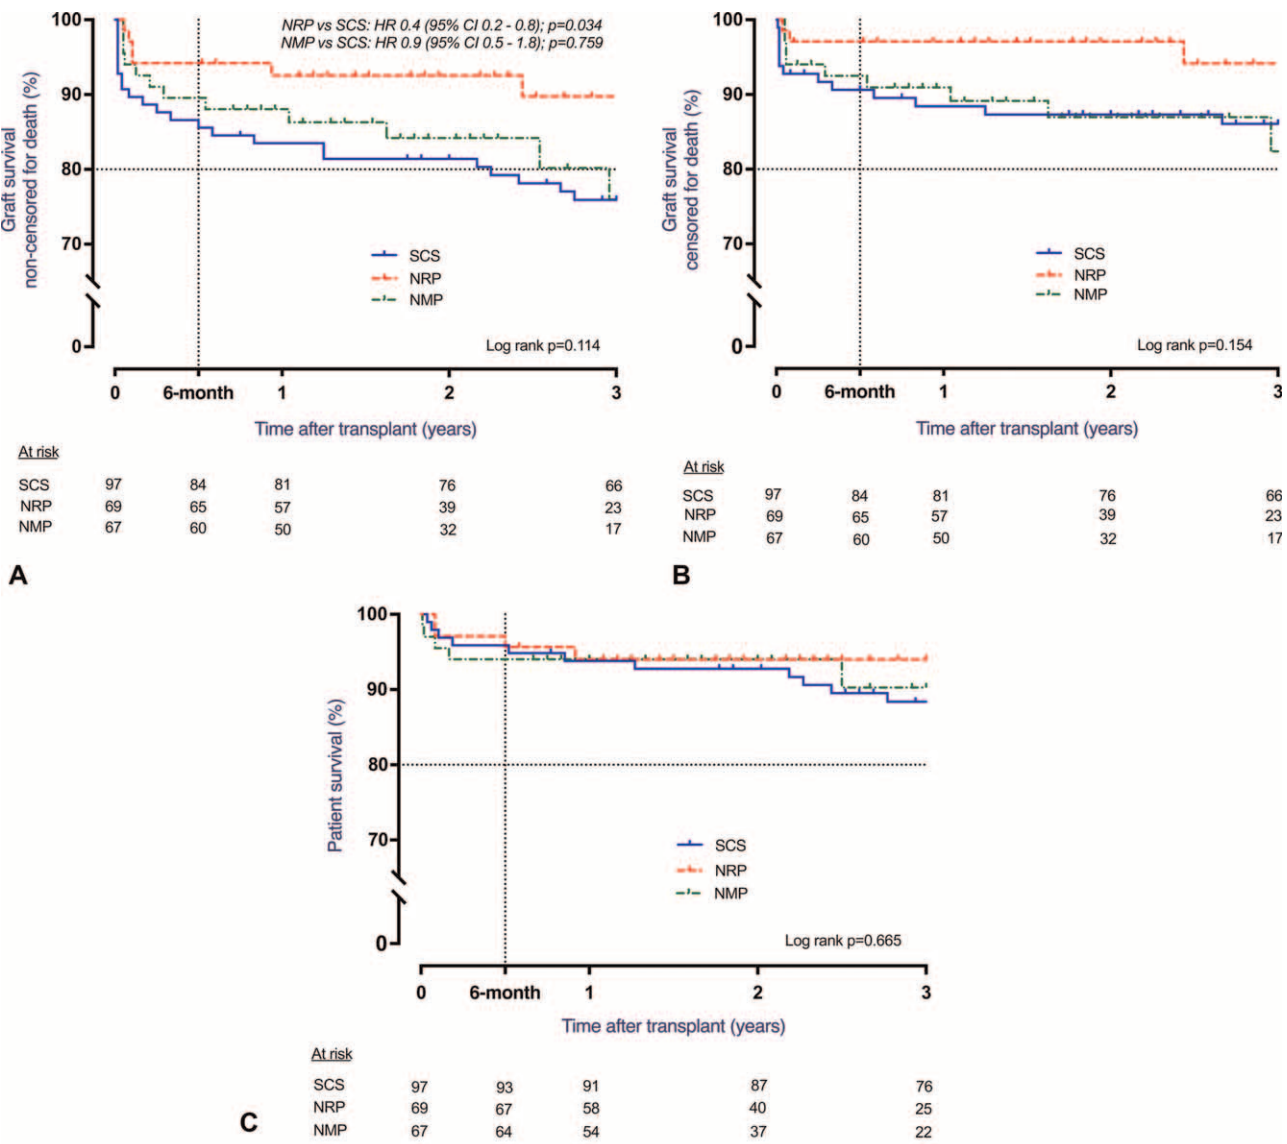 NRP vs SCS: HR 0.4 (95% CI 0.2 - 0.8); p=0.034
NMP vs SCS: HR 0.9 (95% CI 0.5 - 1.8); p=0.759
Graft survival
non-censored for death (%)
100
90
80
70
0
SCS
NRP
NMP
Log rank p=0.114
0 6-month 1 2 3
Time after transplant (years)
At risk
SCS 97 84 81 76 66
NRP 69 65 57 39 23
NMP 67 60 50 32 17
A
Graft survival
censored for death (%)
100
90
80
70
0
SCS
NRP
NMP
Log rank p=0.154
0 6-month 1 2 3
Time after transplant (years)
At risk
SCS 97 84 81 76 66
NRP 69 65 57 39 23
NMP 67 60 50 32 17
B
Patient survival (%)
100
90
80
70
0
SCS
NRP
NMP
Log rank p=0.665
0 6-month 1 2 3
Time after transplant (years)
At risk
SCS 97 93 91 87 76
NRP 69 67 58 40 25
NMP 67 64 54 37 22
C